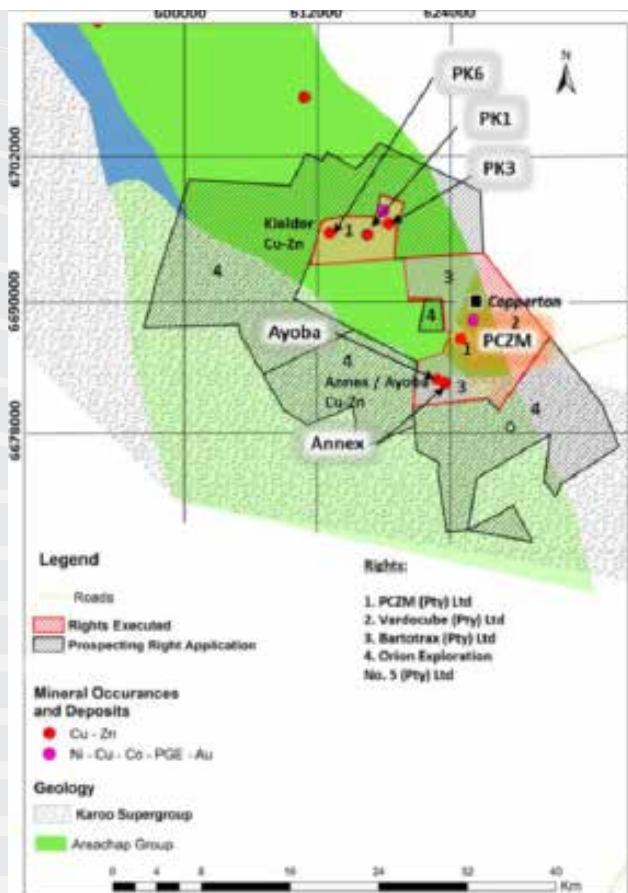 600000 612000 624000
PK6
N
PK1
PK3
6702000
Kielder
Cu-Zn
1
4
3
6690000
4
Copperton
2
Ayoba
1
PCZM
4
Annex / Ayoba
Cu-Zn
3
4
6678000
Annex
Legend
Roads
Rights Executed
Prospecting Right Application
Rights:
1. PCZM (Pty) Ltd
2. Vardocube (Pty) Ltd
3. Bartotrax (Pty) Ltd
4. Orion Exploration
No. 5 (Pty) Ltd
Mineral Occurances
and Deposits
Cu - Zn
Ni - Cu - Co - PGE - Au
Geology
Karoo Supergroup
Areachap Group
0 4 8 16 24 32 40
Km